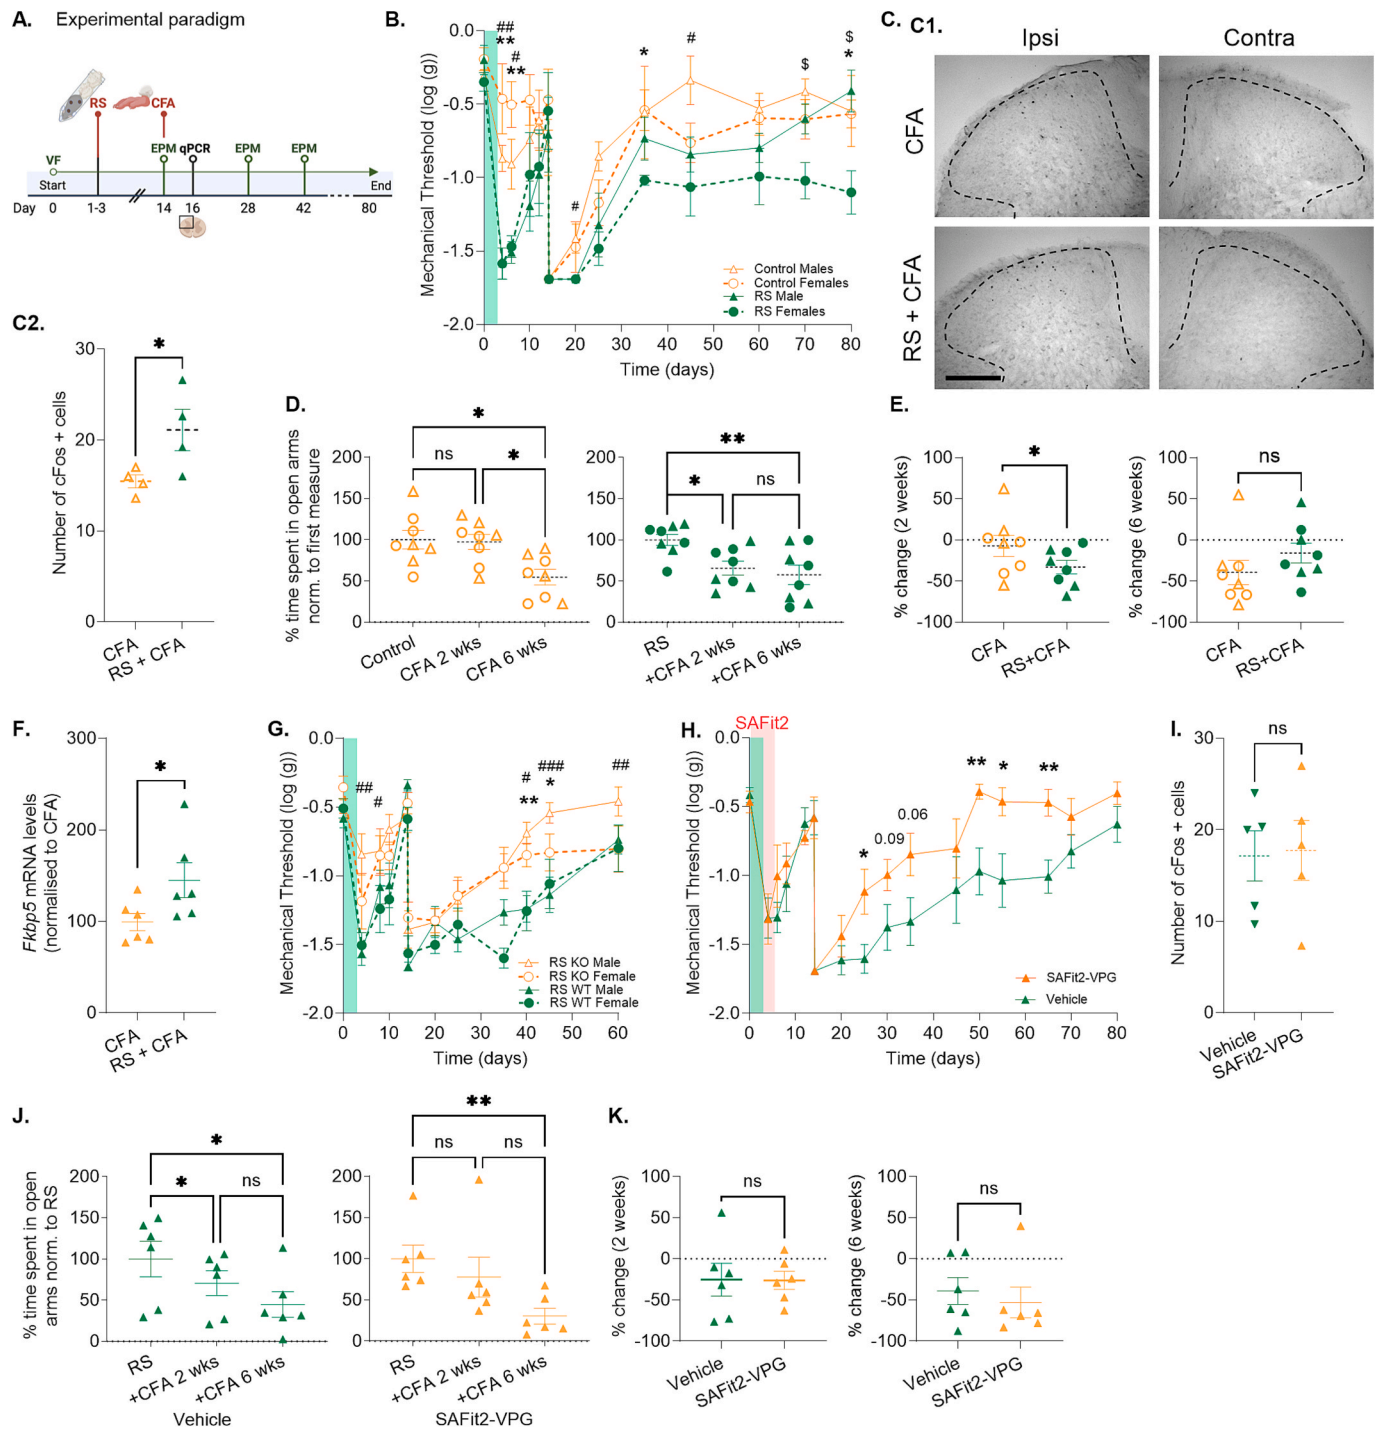 A. Experimental paradigm
RS CFA
VF EPM qPCR EPM EPM
Start End
Day 0 1-3 14 16 28 42 80
B.
Mechanical Threshold (log (g))
0.0
-0.5
-1.0
-1.5
-2.0
## ** # ** * # $ $ *
#
Control Males
Control Females
RS Male
RS Females
0 10 20 30 40 50 60 70 80
Time (days)
C. C1.
Ipsi Contra
CFA
RS + CFA
C2.
Number of cFos + cells
30
20
10
0
*
CFA
RS + CFA
D.
% time spent in open arms
norm. to first measure
200
150
100
50
0
*
ns *
Control CFA 2 wks CFA 6 wks
200
150
100
50
0
**
* ns
RS +CFA 2 wks +CFA 6 wks
E.
% change (2 weeks)
100
50
0
-50
-100
*
CFA RS+CFA
% change (6 weeks)
100
50
0
-50
-100
ns
CFA RS+CFA
F.
Fkbp5 mRNA levels
(normalised to CFA)
300
200
100
0
*
CFA
RS + CFA
G.
Mechanical Threshold (log (g))
0.0
-0.5
-1.0
-1.5
-2.0
## # # ** ### * ##
RS KO Male
RS KO Female
RS WT Male
RS WT Female
0 10 20 30 40 50 60
Time (days)
H.
SAFit2
Mechanical Threshold (log (g))
0.0
-0.5
-1.0
-1.5
-2.0
* 0.09 0.06 ** * **
SAFit2-VPG
Vehicle
0 10 20 30 40 50 60 70 80
Time (days)
I.
Number of cFos + cells
30
20
10
0
ns
Vehicle
SAFit2-VPG
J.
% time spent in open
arms norm. to RS
200
150
100
50
0
*
* ns
RS +CFA 2 wks +CFA 6 wks
Vehicle
200
150
100
50
0
**
ns ns
RS +CFA 2 wks +CFA 6 wks
SAFit2-VPG
K.
% change (2 weeks)
100
50
0
-50
-100
ns
Vehicle SAFit2-VPG
% change (6 weeks)
100
50
0
-50
-100
ns
Vehicle SAFit2-VPG